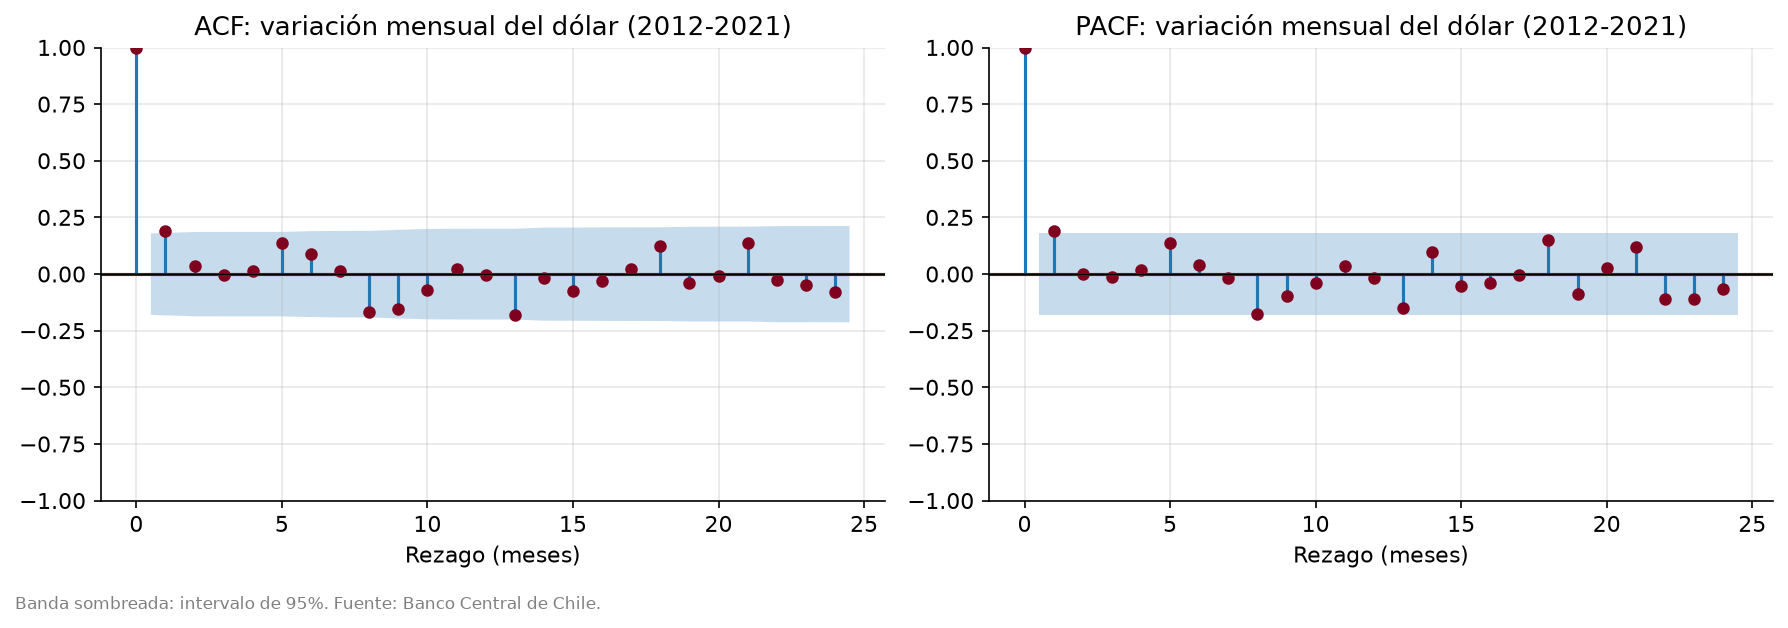 ACF: variación mensual del dólar (2012-2021)
1.00
0.75
0.50
0.25
0.00
−0.25
−0.50
−0.75
−1.00
0 5 10 15 20 25
Rezago (meses)
PACF: variación mensual del dólar (2012-2021)
1.00
0.75
0.50
0.25
0.00
−0.25
−0.50
−0.75
−1.00
0 5 10 15 20 25
Rezago (meses)
Banda sombreada: intervalo de 95%. Fuente: Banco Central de Chile.